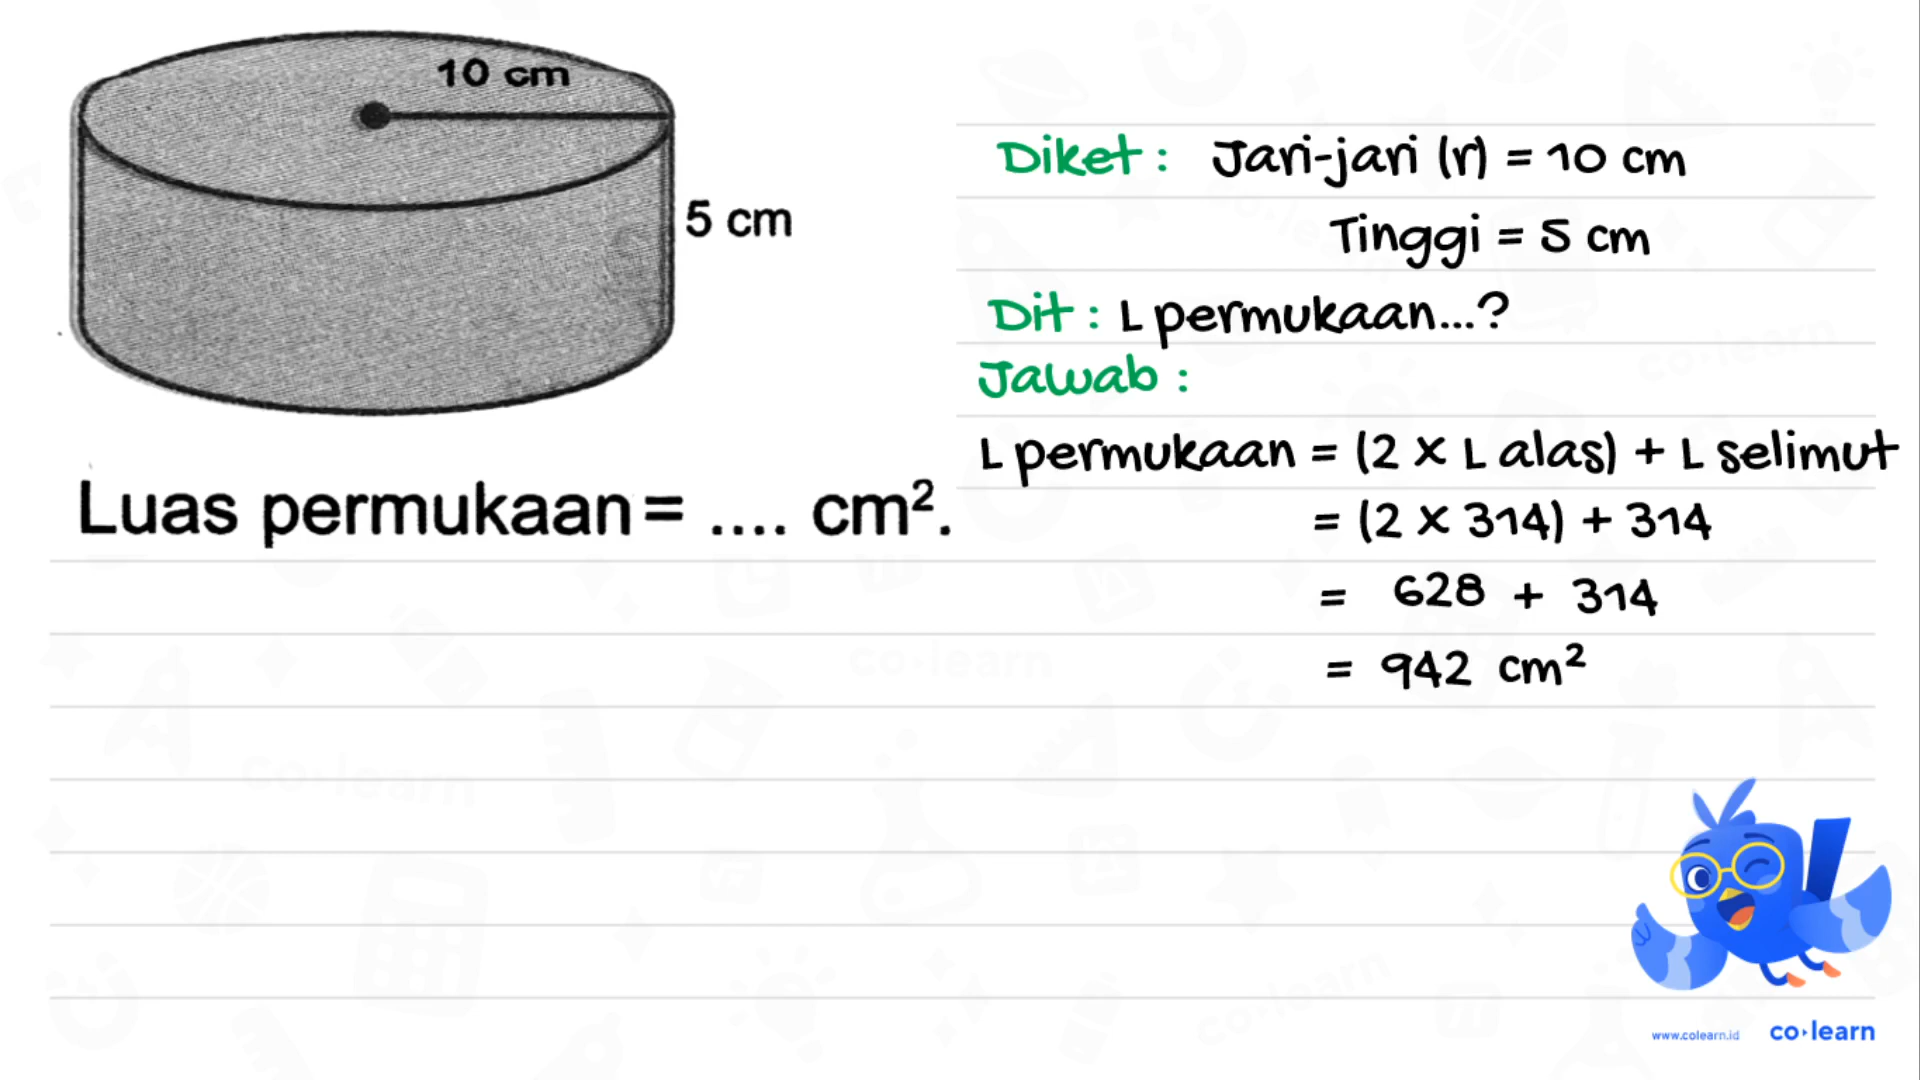 10 cm
5 cm
Luas permukaan = .... cm².
Diket : Jari-jari (r) = 10 cm
Tinggi = 5 cm
Dit : L permukaan...?
Jawab :
L permukaan = (2 x L alas) + L selimut
= (2 x 314) + 314
= 628 + 314
= 942 cm²
www.colearn.id co·learn